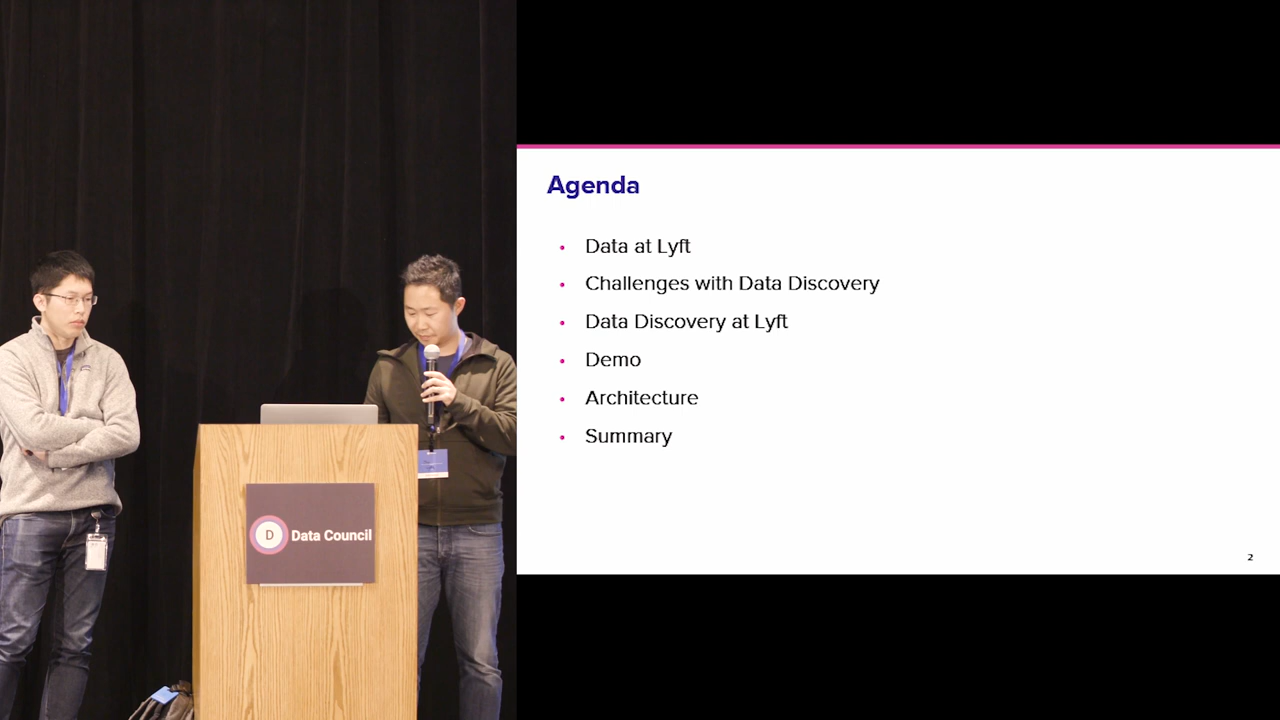 Agenda
• Data at Lyft
• Challenges with Data Discovery
• Data Discovery at Lyft
• Demo
• Architecture
• Summary
2
D Data Council